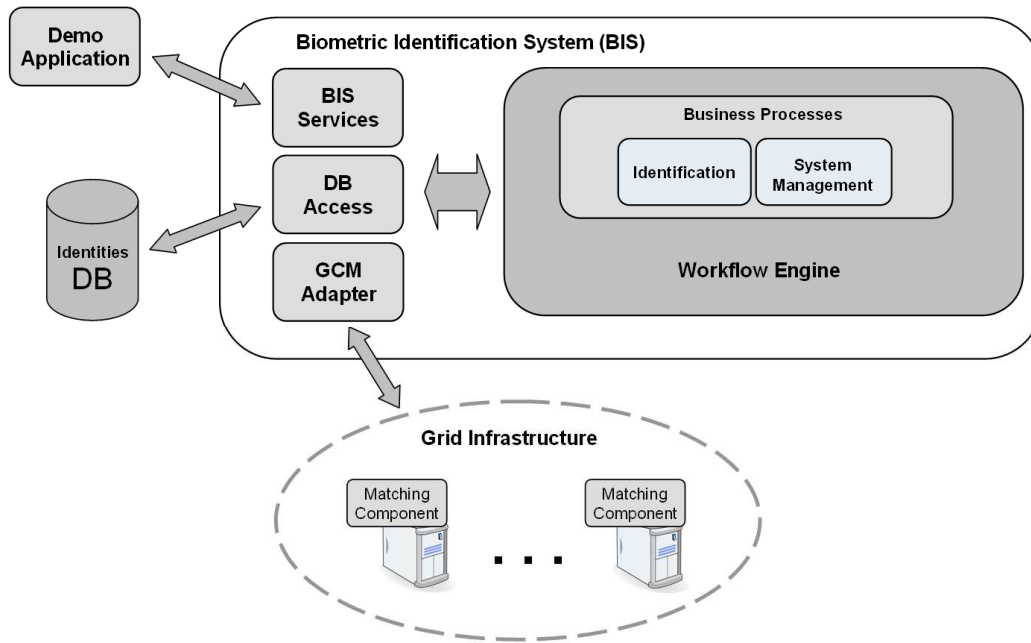 Demo
Application
Biometric Identification System (BIS)
BIS
Services
DB
Access
GCM
Adapter
Business Processes
Identification
System
Management
Workflow Engine
Identities
DB
Grid Infrastructure
Matching
Component
. . .
Matching
Component